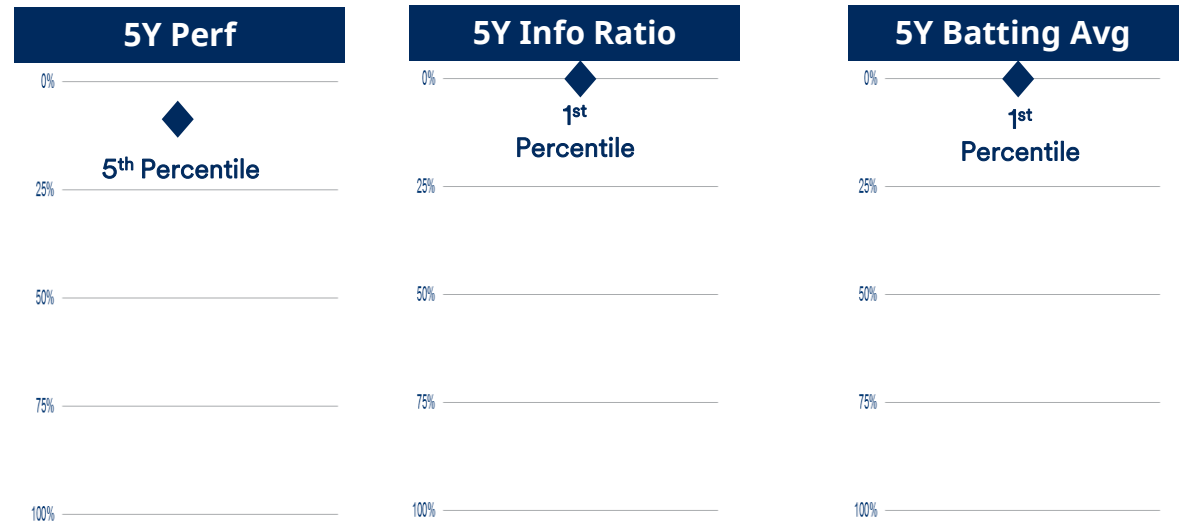 5Y Perf
0%
5th Percentile
25%
50%
75%
100%
5Y Info Ratio
0%
1st
Percentile
25%
50%
75%
100%
5Y Batting Avg
0%
1st
Percentile
25%
50%
75%
100%